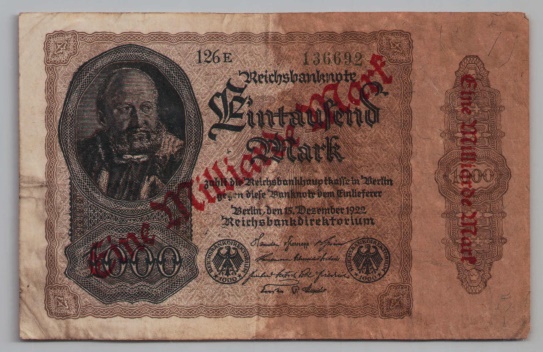 126E 136692
Reichsbanknote
Eintausend
Mark
zahlt die Reichsbankhauptkasse in Berlin
gegen diese Banknote dem Einlieferer
Berlin, den 15. Dezember 1922
Reichsbankdirektorium
1000
Eine Milliarde Mark
Eine Milliarde Mark
1000